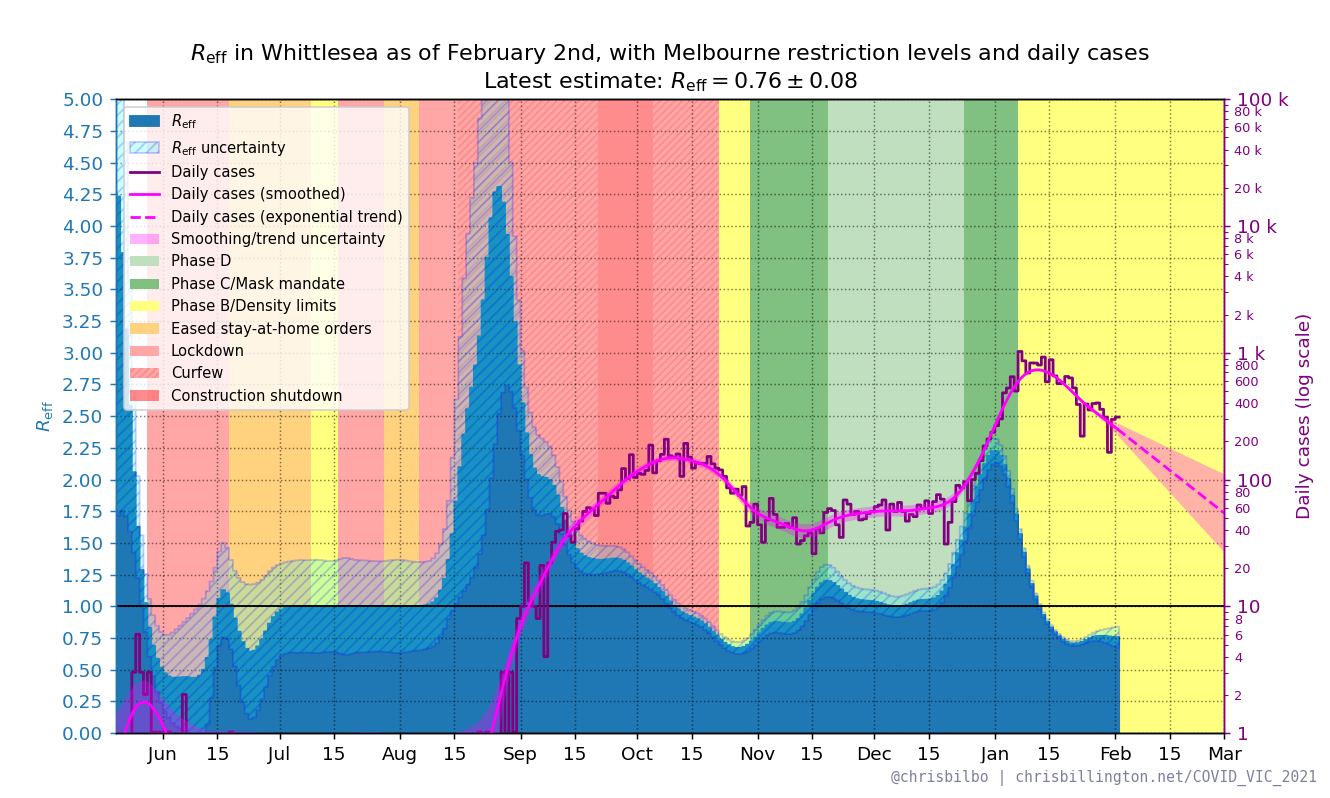 Reff in Whittlesea as of February 2nd, with Melbourne restriction levels and daily cases
Latest estimate: Reff = 0.76 ± 0.08
Reff
5.00
4.75
4.50
4.25
4.00
3.75
3.50
3.25
3.00
2.75
2.50
2.25
2.00
1.75
1.50
1.25
1.00
0.75
0.50
0.25
0.00
Reff
Reff uncertainty
Daily cases
Daily cases (smoothed)
Daily cases (exponential trend)
Smoothing/trend uncertainty
Phase D
Phase C/Mask mandate
Phase B/Density limits
Eased stay-at-home orders
Lockdown
Curfew
Construction shutdown
100 k
80 k
60 k
40 k
20 k
10 k
8 k
6 k
4 k
2 k
1 k
800
600
400
200
100
80
60
40
20
10
8
6
4
2
1
Daily cases (log scale)
Jun 15 Jul 15 Aug 15 Sep 15 Oct 15 Nov 15 Dec 15 Jan 15 Feb 15 Mar
@chrisbilbo | chrisbillington.net/COVID_VIC_2021